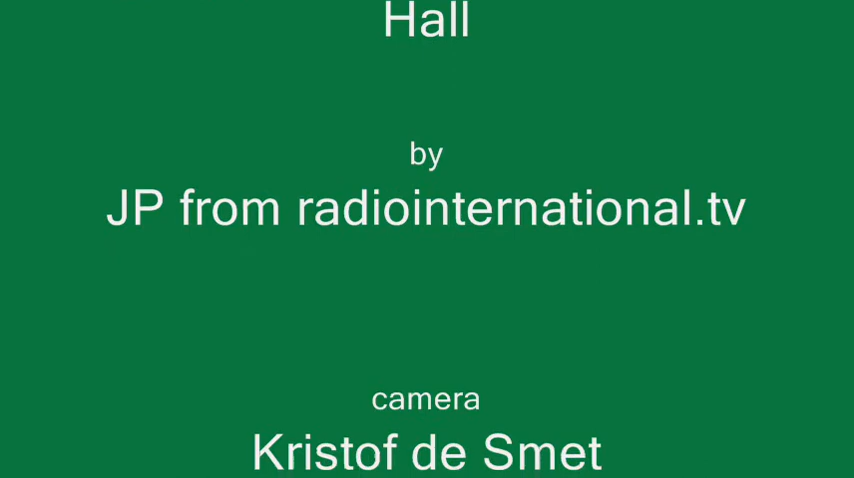 Hall
by
JP from radiointernational.tv
camera
Kristof de Smet